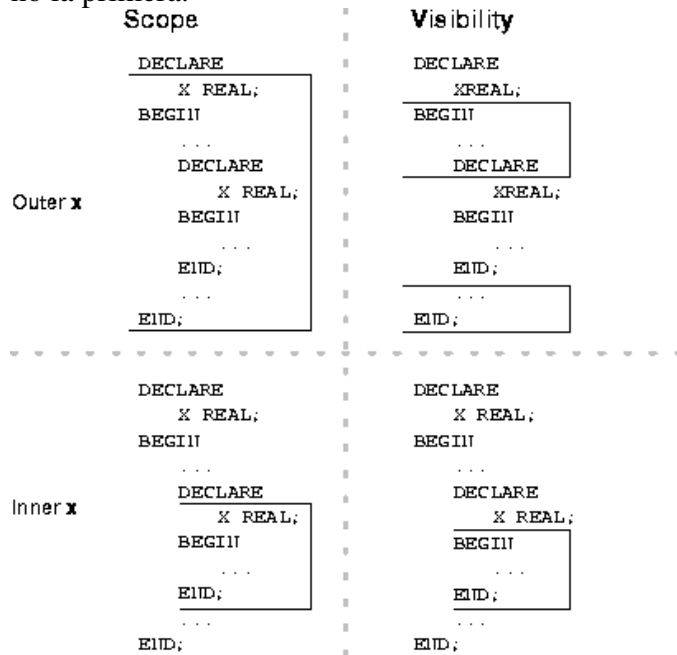 no la primera.
Scope
Visibility
Outer x
DECLARE
X REAL;
BEGIN
...
DECLARE
X REAL;
BEGIN
...
END;
...
END;
DECLARE
XREAL;
BEGIN
...
DECLARE
XREAL;
BEGIN
...
END;
...
END;
Inner x
DECLARE
X REAL;
BEGIN
...
DECLARE
X REAL;
BEGIN
...
END;
...
END;
DECLARE
X REAL;
BEGIN
...
DECLARE
X REAL;
BEGIN
...
END;
...
END;